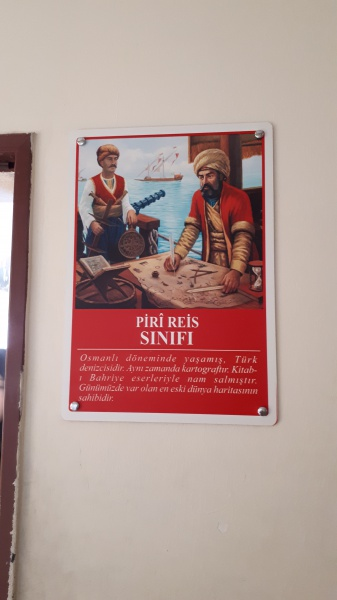 PİRÎ REİS
SINIFI
Osmanlı döneminde yaşamış, Türk
denizcisidir. Aynı zamanda kartograftır. Kitab-
ı Bahriye eserleriyle nam salmıştır.
Günümüzde var olan en eski dünya haritasının
sahibidir.